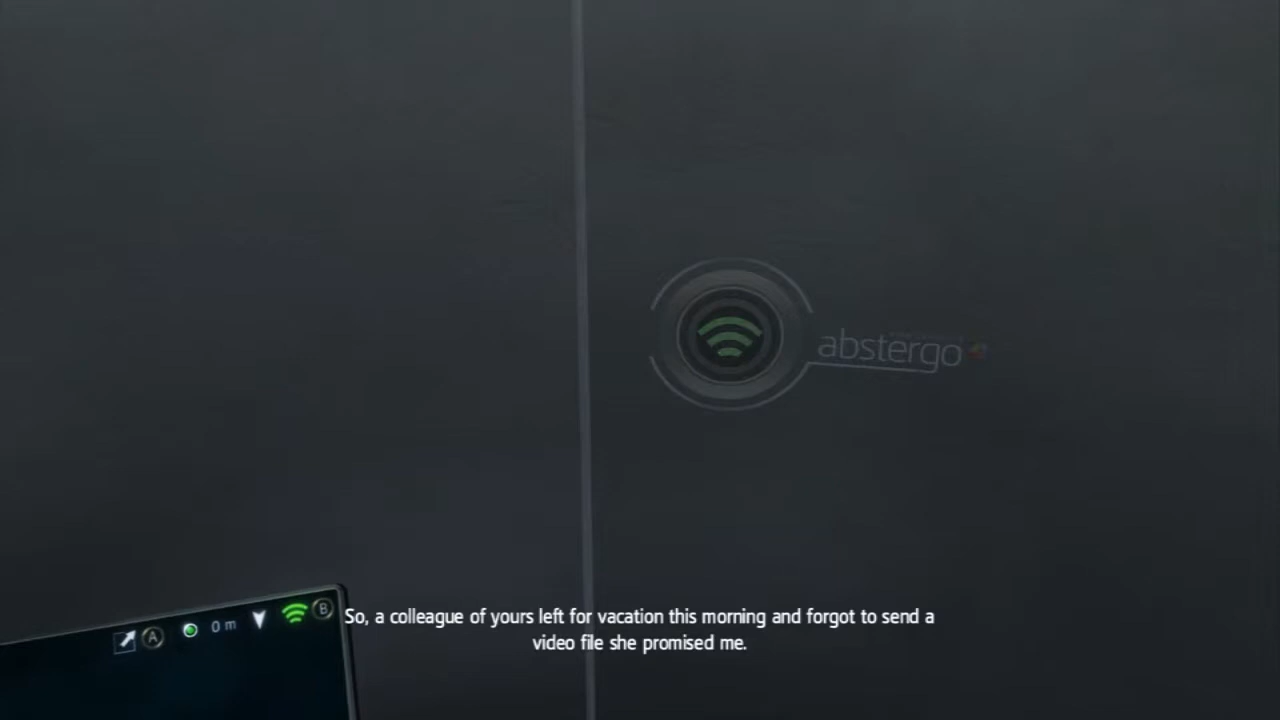 abstergo
A
0 m
B
So, a colleague of yours left for vacation this morning and forgot to send a
video file she promised me.